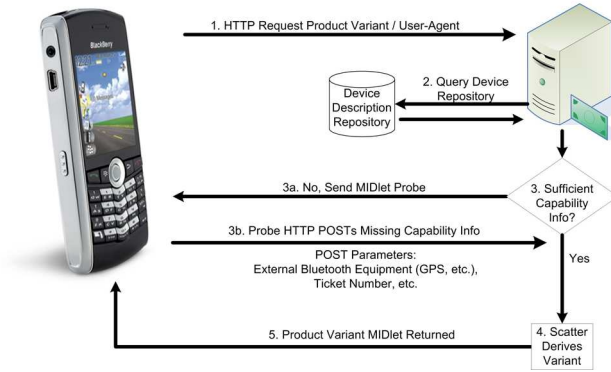 1. HTTP Request Product Variant / User-Agent
BlackBerry
2. Query Device
Repository
Device
Description
Repository
3a. No, Send MIDlet Probe
3. Sufficient
Capability
Info?
3b. Probe HTTP POSTs Missing Capability Info
POST Parameters:
External Bluetooth Equipment (GPS, etc.),
Ticket Number, etc.
Yes
5. Product Variant MIDlet Returned
4. Scatter
Derives
Variant